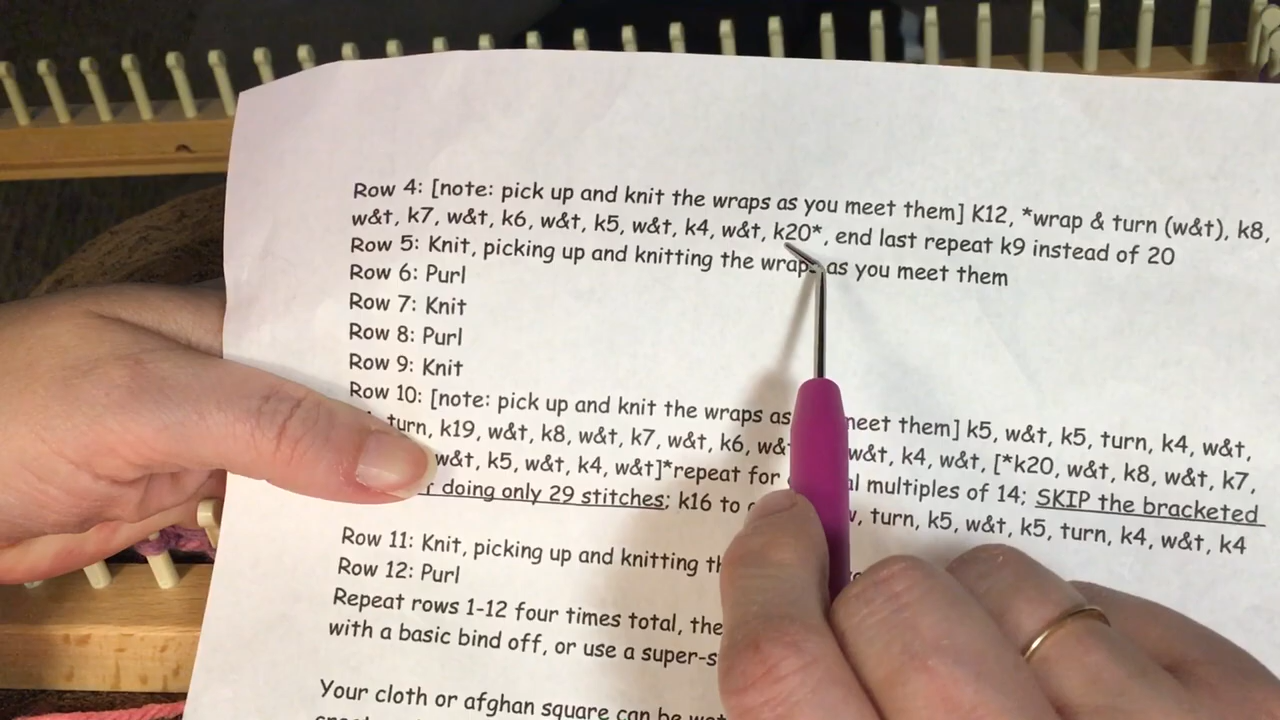 Row 4: [note: pick up and knit the wraps as you meet them] K12, *wrap & turn (w&t), k8,
w&t, k7, w&t, k6, w&t, k5, w&t, k4, w&t, k20*, end last repeat k9 instead of 20
Row 5: Knit, picking up and knitting the wraps as you meet them
Row 6: Purl
Row 7: Knit
Row 8: Purl
Row 9: Knit
Row 10: [note: pick up and knit the wraps as meet them] k5, w&t, k5, turn, k4, w&t,
turn, k19, w&t, k8, w&t, k7, w&t, k6, w&t, k4, w&t, [*k20, w&t, k8, w&t, k7,
w&t, k5, w&t, k4, w&t]*repeat for multiples of 14; SKIP the bracketed
doing only 29 stitches; k16 to turn, k5, w&t, k5, turn, k4, w&t, k4
Row 11: Knit, picking up and knitting
Row 12: Purl
Repeat rows 1-12 four times total,
with a basic bind off, or use a
Your cloth or afghan square can be